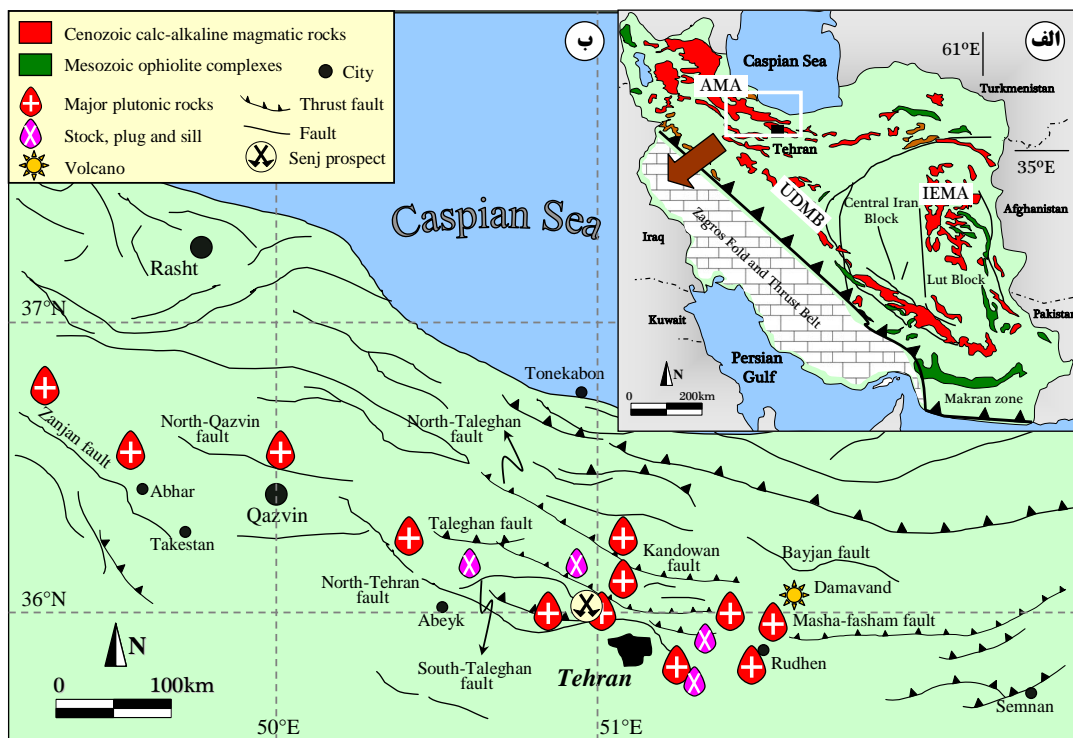 Cenozoic calc-alkaline magmatic rocks
Mesozoic ophiolite complexes
City
Major plutonic rocks
Thrust fault
Stock, plug and sill
Fault
Volcano
Senj prospect
ب
الف
61°E
Caspian Sea
Turkmenistan
AMA
Tehran
35°E
IEMA
Central Iran
Block
Afghanistan
UDMB
Iraq
Zagros Fold and Thrust Belt
Lut Block
Kuwait
Pakistan
Persian
Gulf
N
0
200km
Makran zone
Caspian Sea
Rasht
37°N
Tonekabon
Zanjan fault
North-Qazvin
fault
North-Taleghan
fault
Abhar
Qazvin
Takestan
Taleghan fault
Kandowan
fault
Bayjan fault
North-Tehran
fault
Damavand
36°N
Abeyk
Masha-fasham fault
N
South-Taleghan
fault
Tehran
Rudhen
0
100km
Semnan
50°E
51°E